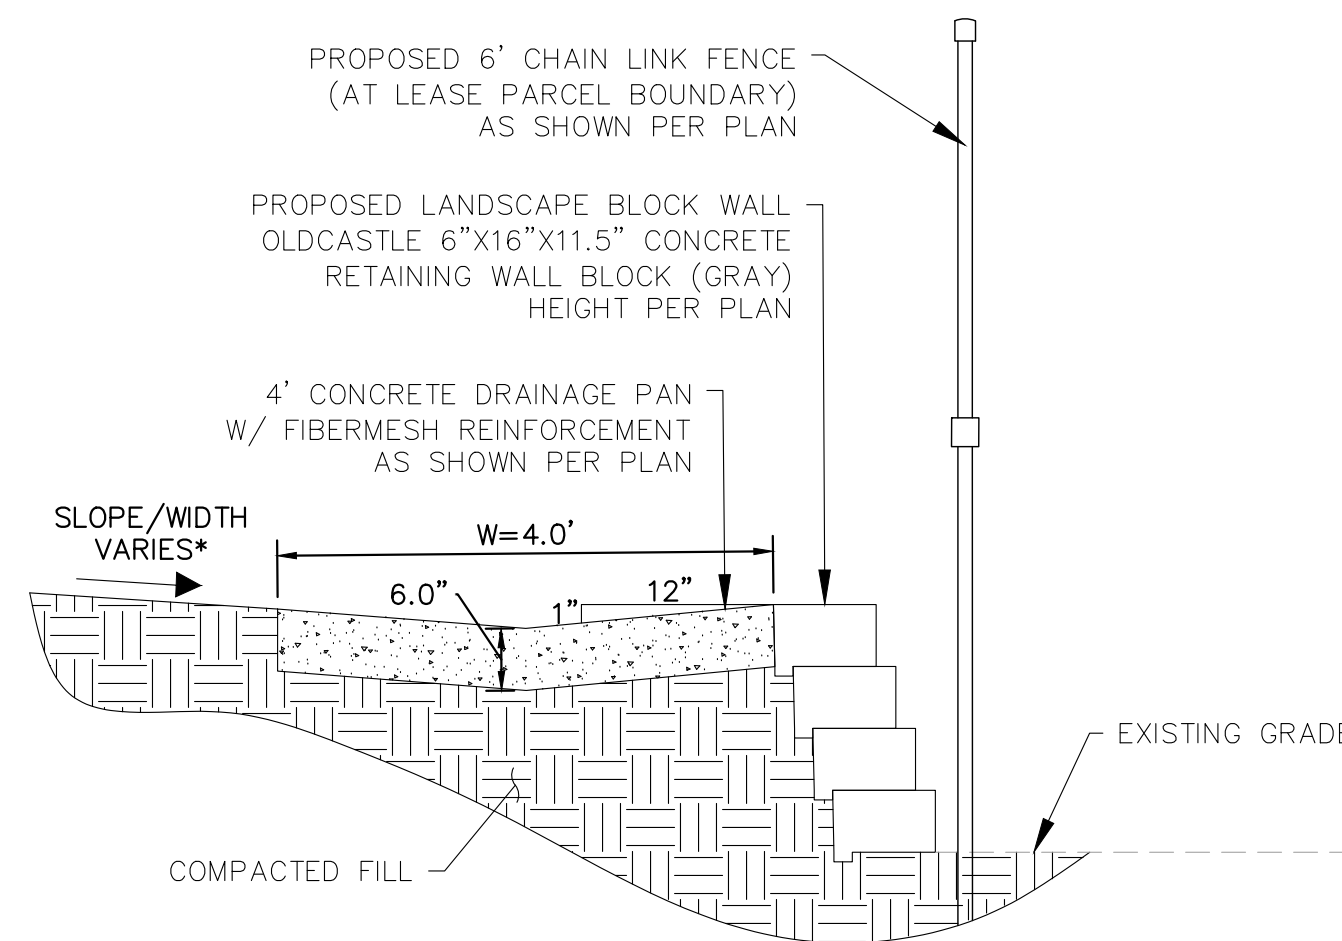 PROPOSED 6’ CHAIN LINK FENCE
(AT LEASE PARCEL BOUNDARY)
AS SHOWN PER PLAN
PROPOSED LANDSCAPE BLOCK WALL
OLDCASTLE 6”X16”X11.5” CONCRETE
RETAINING WALL BLOCK (GRAY)
HEIGHT PER PLAN
4’ CONCRETE DRAINAGE PAN
W/ FIBERMESH REINFORCEMENT
AS SHOWN PER PLAN
SLOPE/WIDTH
VARIES*
W=4.0’
6.0”
1”
12”
EXISTING GRADE
COMPACTED FILL